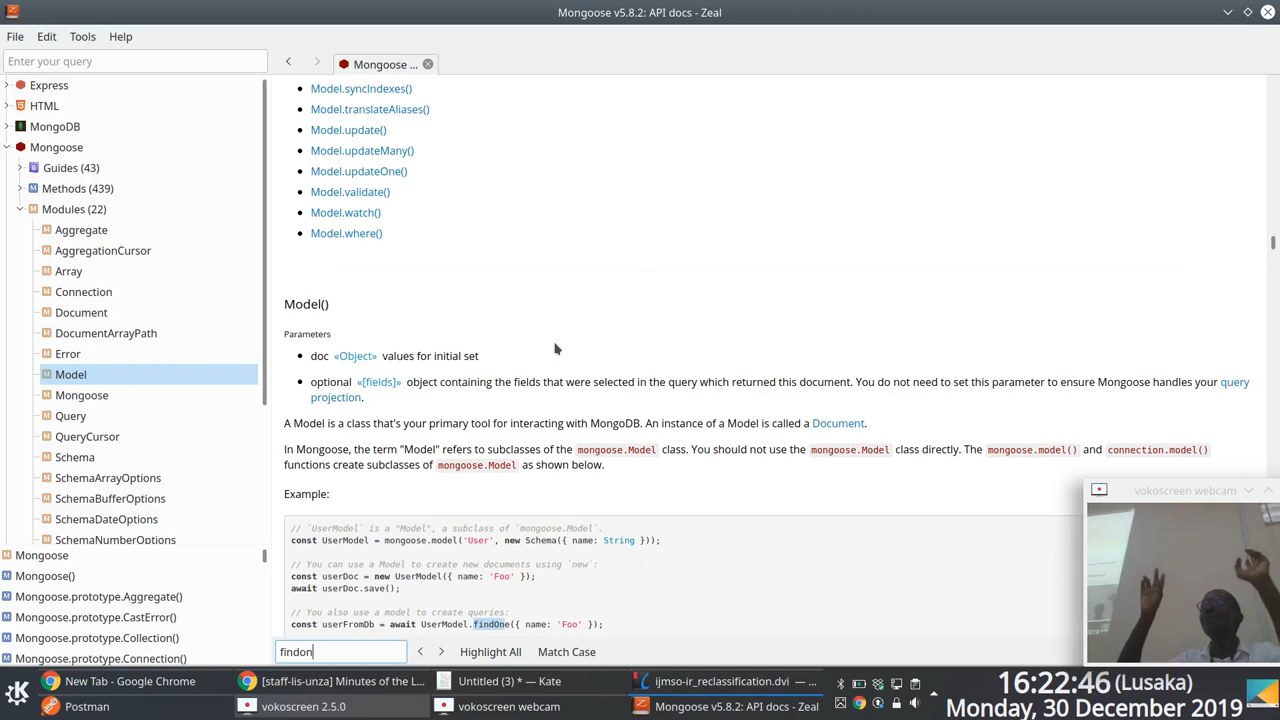 Mongoose v5.8.2: API docs - Zeal
File Edit Tools Help
Enter your query
Mongoose ...
Express
HTML
MongoDB
Mongoose
Guides (43)
Methods (439)
Modules (22)
Aggregate
AggregationCursor
Array
Connection
Document
DocumentArrayPath
Error
Model
Mongoose
Query
QueryCursor
Schema
SchemaArrayOptions
SchemaBufferOptions
SchemaDateOptions
SchemaNumberOptions
Mongoose
Mongoose()
Mongoose.prototype.Aggregate()
Mongoose.prototype.CastError()
Mongoose.prototype.Collection()
Mongoose.prototype.Connection()
Model.syncIndexes()
Model.translateAliases()
Model.update()
Model.updateMany()
Model.updateOne()
Model.validate()
Model.watch()
Model.where()
Model()
Parameters
doc «Object» values for initial set
optional «[fields]» object containing the fields that were selected in the query which returned this document. You do not need to set this parameter to ensure Mongoose handles your query
projection.
A Model is a class that's your primary tool for interacting with MongoDB. An instance of a Model is called a Document.
In Mongoose, the term "Model" refers to subclasses of the mongoose.Model class. You should not use the mongoose.Model class directly. The mongoose.model() and connection.model()
functions create subclasses of mongoose.Model as shown below.
Example:
// `UserModel` is a "Model", a subclass of `mongoose.Model`.
const UserModel = mongoose.model('User', new Schema({ name: String }));
// You can use a Model to create new documents using `new`:
const userDoc = new UserModel({ name: 'Foo' });
await userDoc.save();
// You also use a model to create queries:
const userFromDb = await UserModel.findOne({ name: 'Foo' });
findon
Highlight All Match Case
vokoscreen webcam
New Tab - Google Chrome
[staff-lis-unza] Minutes of the L...
Untitled (3) * — Kate
ijmso-ir_reclassification.dvi — ...
Postman
vokoscreen 2.5.0
vokoscreen webcam
Mongoose v5.8.2: API docs - Zeal
16:22:46 (Lusaka)
Monday, 30 December 2019